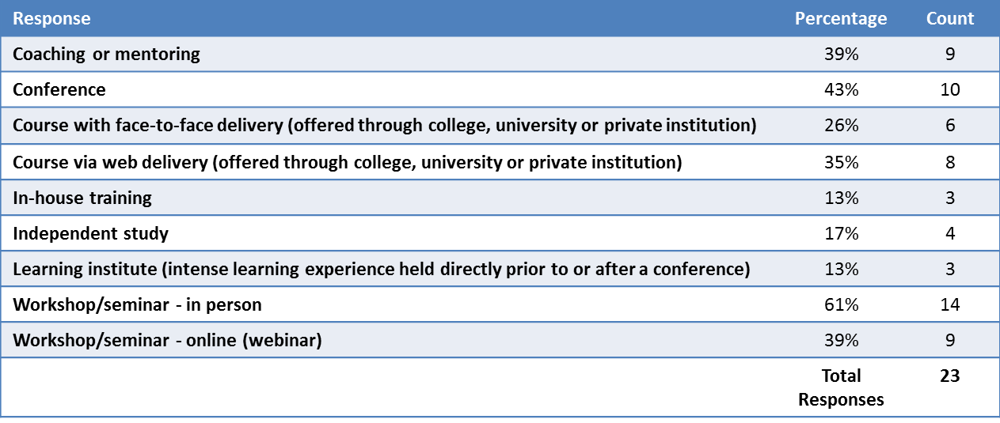 Response Percentage Count
Coaching or mentoring 39% 9
Conference 43% 10
Course with face-to-face delivery (offered through college, university or private institution) 26% 6
Course via web delivery (offered through college, university or private institution) 35% 8
In-house training 13% 3
Independent study 17% 4
Learning institute (intense learning experience held directly prior to or after a conference) 13% 3
Workshop/seminar - in person 61% 14
Workshop/seminar - online (webinar) 39% 9
Total 23
Responses